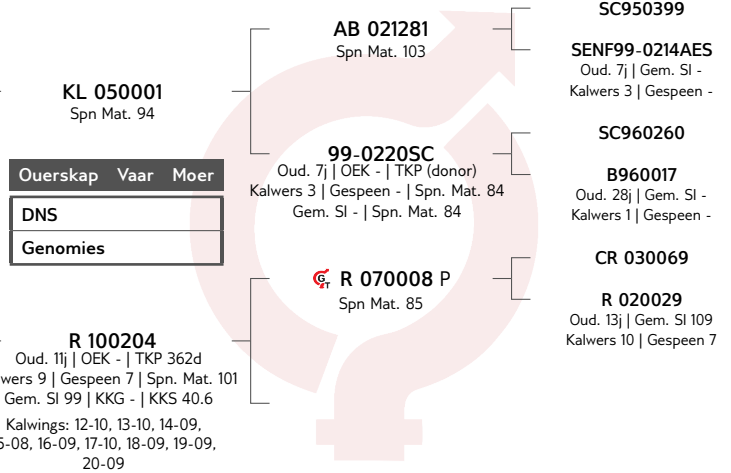 SC950399
AB 021281
Spn Mat. 103
SENF99-0214AES
Oud. 7j | Gem. SI -
Kalwers 3 | Gespeen -
KL 050001
Spn Mat. 94
SC960260
99-0220SC
Oud. 7j | OEK - | TKP (donor)
Kalwers 3 | Gespeen - | Spn. Mat. 84
Gem. SI - | Spn. Mat. 84
B960017
Oud. 28j | Gem. SI -
Kalwers 1 | Gespeen -
Ouerskap Vaar Moer
DNS
Genomies
CR 030069
GT R 070008 P
Spn Mat. 85
R 020029
Oud. 13j | Gem. SI 109
Kalwers 10 | Gespeen 7
R 100204
Oud. 11j | OEK - | TKP 362d
wers 9 | Gespeen 7 | Spn. Mat. 101
Gem. SI 99 | KKG - | KKS 40.6
Kalwings: 12-10, 13-10, 14-09,
-08, 16-09, 17-10, 18-09, 19-09,
20-09